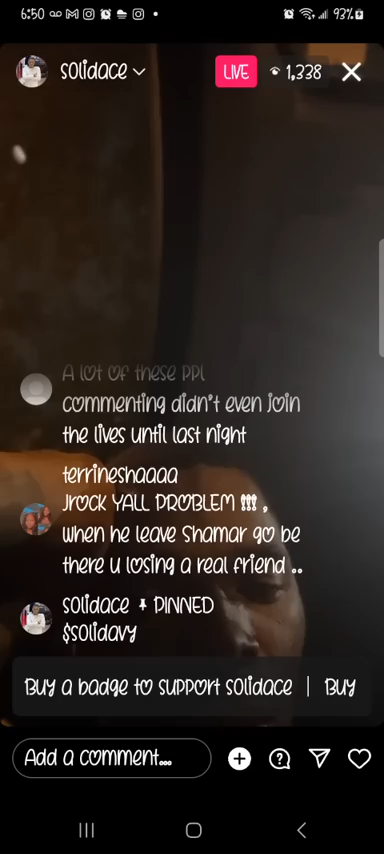 6:50
93%
solidace
LIVE
1,338
A lot of these ppl
commenting didn't even join
the lives until last night
terrineshaaaa
Jrock YALL PROBLEM !!! ,
when he leave Shamar go be
there u losing a real friend ..
solidace PINNED
$solidavy
Buy a badge to support solidace | Buy
Add a comment...